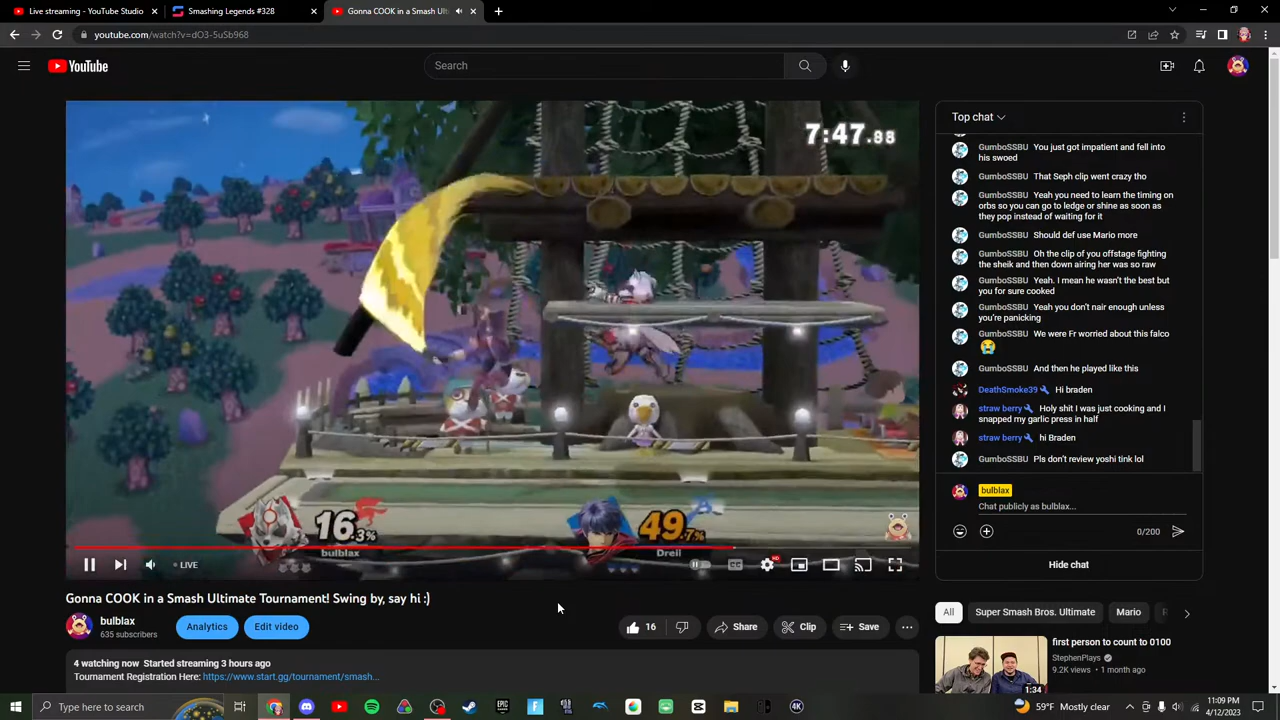 Live streaming - YouTube Studio
Smashing Legends #328
Gonna COOK in a Smash Ult
youtube.com/watch?v=dO3-5uSb968
YouTube
Search
7:47.98
16.3%
bulblax
49.7%
Dreil
LIVE
HD
CC
Gonna COOK in a Smash Ultimate Tournament! Swing by, say hi :)
bulblax
635 subscribers
Analytics
Edit video
16
Share
Clip
Save
4 watching now Started streaming 3 hours ago
Tournament Registration Here: https://www.start.gg/tournament/smash...
Top chat
GumboSSBU You just got impatient and fell into
his swoed
GumboSSBU That Seph clip went crazy tho
GumboSSBU Yeah you need to learn the timing on
orbs so you can go to ledge or shine as soon as
they pop instead of waiting for it
GumboSSBU Should def use Mario more
GumboSSBU Oh the clip of you offstage fighting
the sheik and then down airing her was so raw
GumboSSBU Yeah. I mean he wasn't the best but
you for sure cooked
GumboSSBU Yeah you don't nair enough unless
you're panicking
GumboSSBU We were Fr worried about this falco
😭
GumboSSBU And then he played like this
DeathSmoke39 Hi braden
straw berry Holy shit I was just cooking and I
snapped my garlic press in half
straw berry hi Braden
GumboSSBU Pls don't review yoshi tink lol
bulblax
Chat publicly as bulblax...
0/200
Hide chat
All
Super Smash Bros. Ultimate
Mario
first person to count to 0100
StephenPlays
9.2K views • 1 month ago
1:34
Type here to search
59°F Mostly clear
11:09 PM
4/12/2023